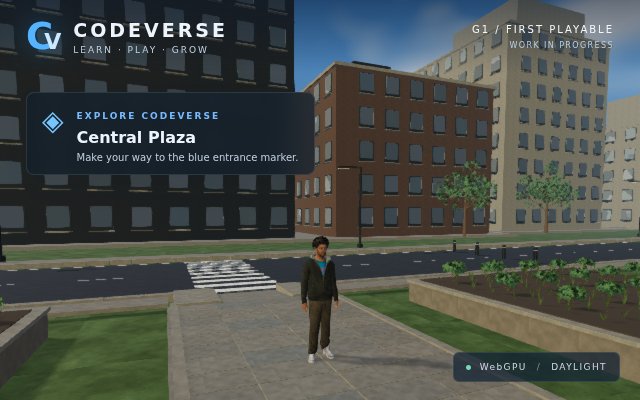 CV CODEVERSE
LEARN · PLAY · GROW
G1 / FIRST PLAYABLE
WORK IN PROGRESS
EXPLORE CODEVERSE
Central Plaza
Make your way to the blue entrance marker.
WebGPU / DAYLIGHT